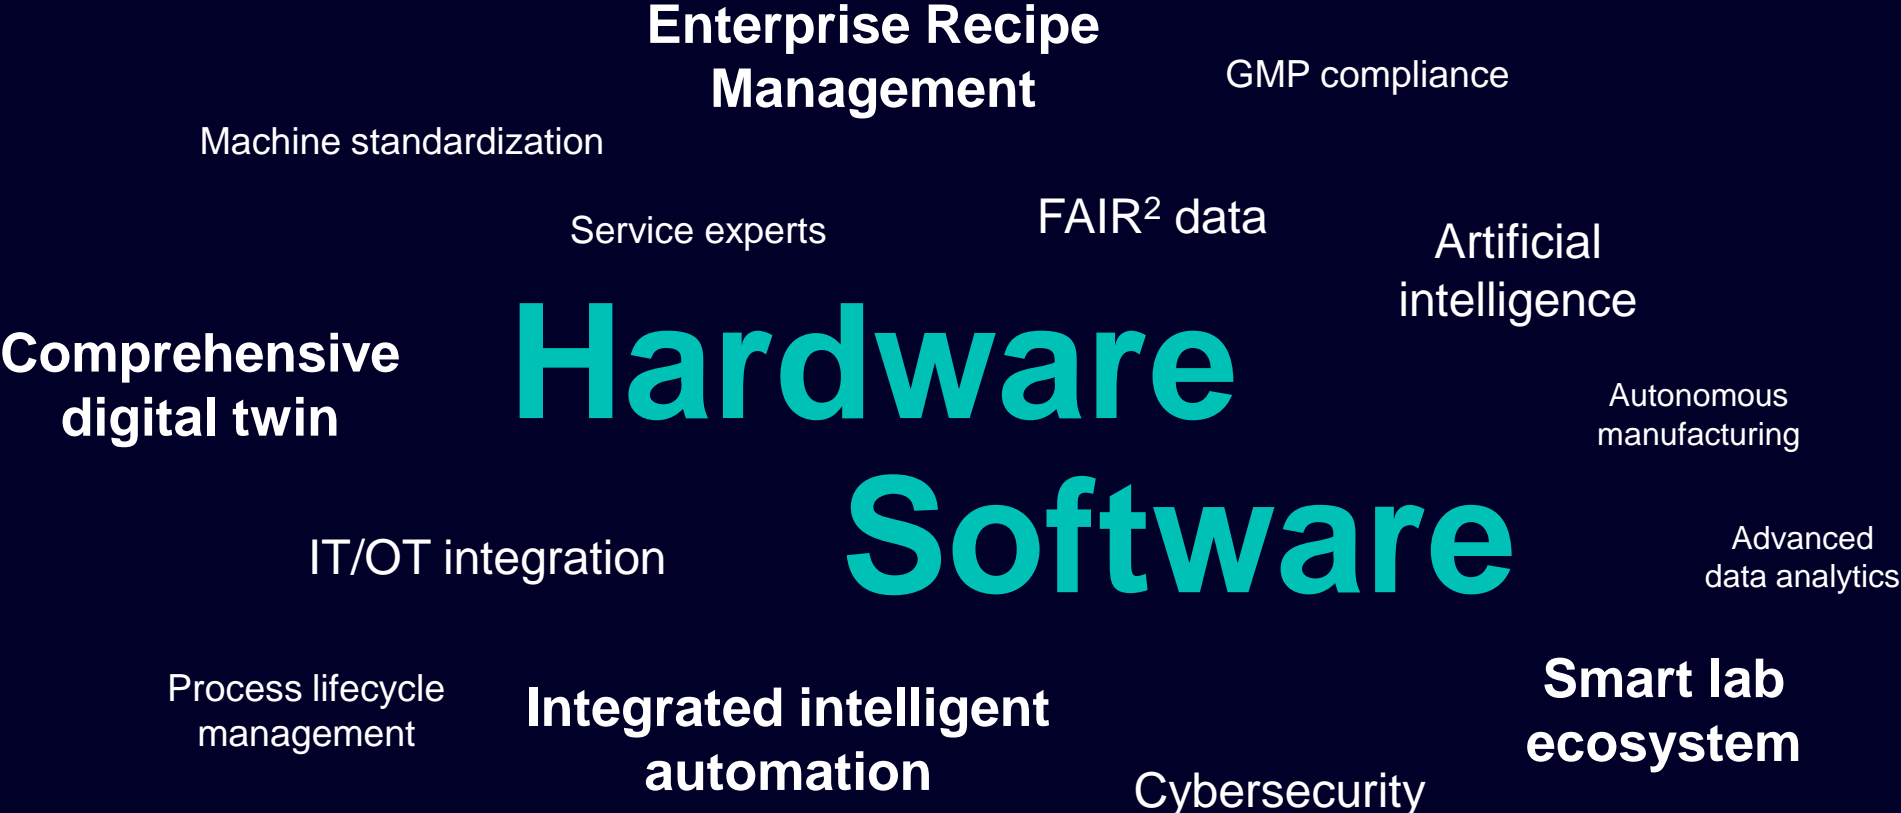 Enterprise Recipe
Management
GMP compliance
Machine standardization
Service experts
FAIR² data
Artificial
intelligence
Hardware
Comprehensive
digital twin
Autonomous
manufacturing
Software
IT/OT integration
Advanced
data analytics
Process lifecycle
management
Integrated intelligent
automation
Smart lab
ecosystem
Cybersecurity